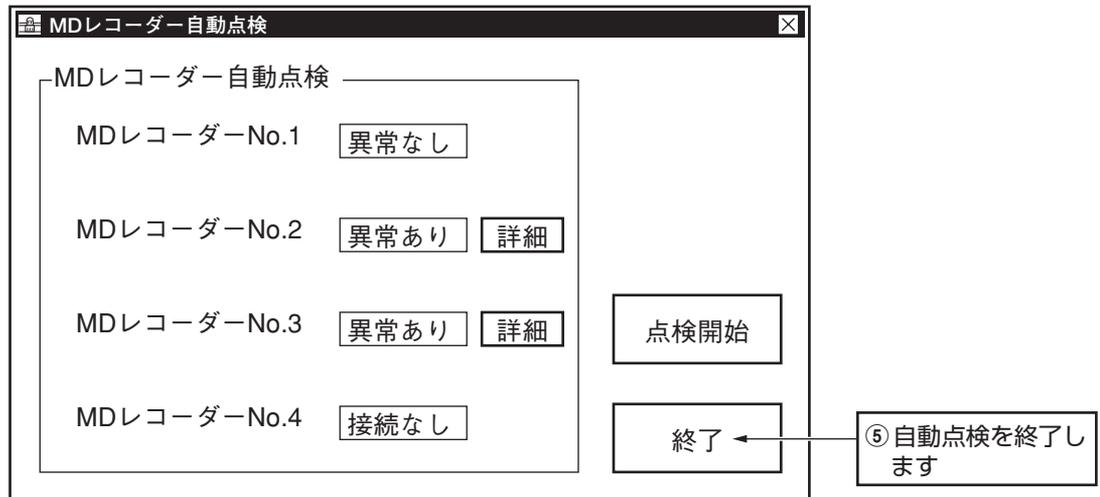 MDレコーダー自動点検
MDレコーダー自動点検
MDレコーダーNo.1 異常なし
MDレコーダーNo.2 異常あり 詳細
MDレコーダーNo.3 異常あり 詳細
点検開始
MDレコーダーNo.4 接続なし
終了
⑤自動点検を終了し
ます